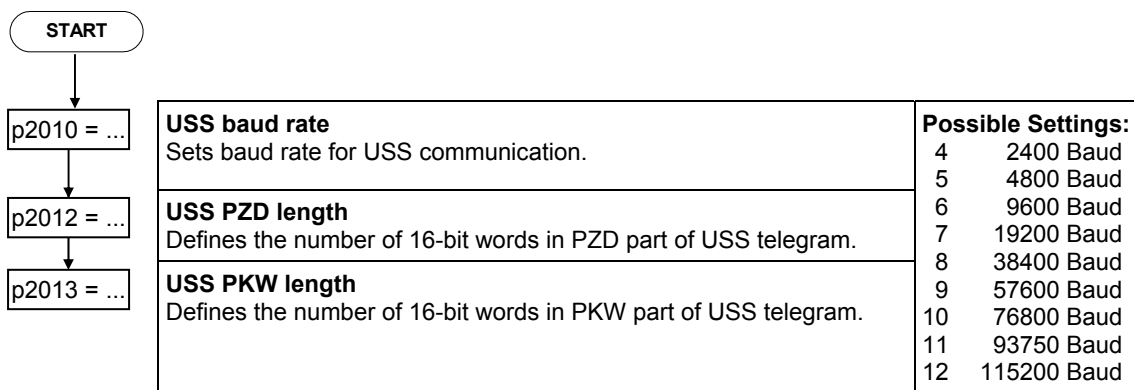 START
p2010 = ...
USS baud rate
Sets baud rate for USS communication.
p2012 = ...
USS PZD length
Defines the number of 16-bit words in PZD part of USS telegram.
p2013 = ...
USS PKW length
Defines the number of 16-bit words in PKW part of USS telegram.
Possible Settings:
4 2400 Baud
5 4800 Baud
6 9600 Baud
7 19200 Baud
8 38400 Baud
9 57600 Baud
10 76800 Baud
11 93750 Baud
12 115200 Baud